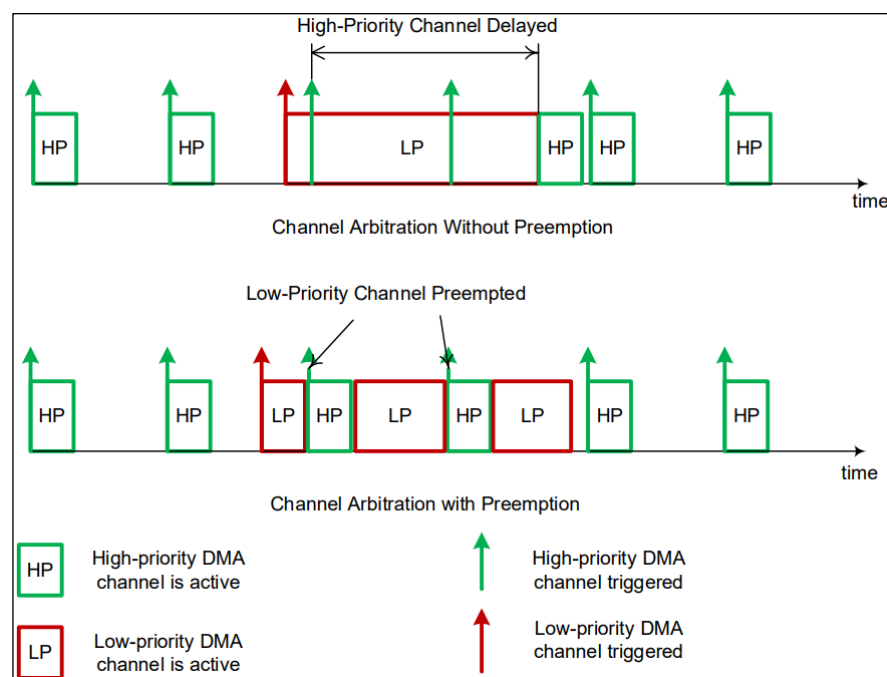 High-Priority Channel Delayed
HP
HP
LP
HP
HP
HP
time
Channel Arbitration Without Preemption
Low-Priority Channel Preempted
HP
HP
LP
HP
LP
HP
LP
HP
HP
time
Channel Arbitration with Preemption
HP
High-priority DMA
channel is active
High-priority DMA
channel triggered
LP
Low-priority DMA
channel is active
Low-priority DMA
channel triggered